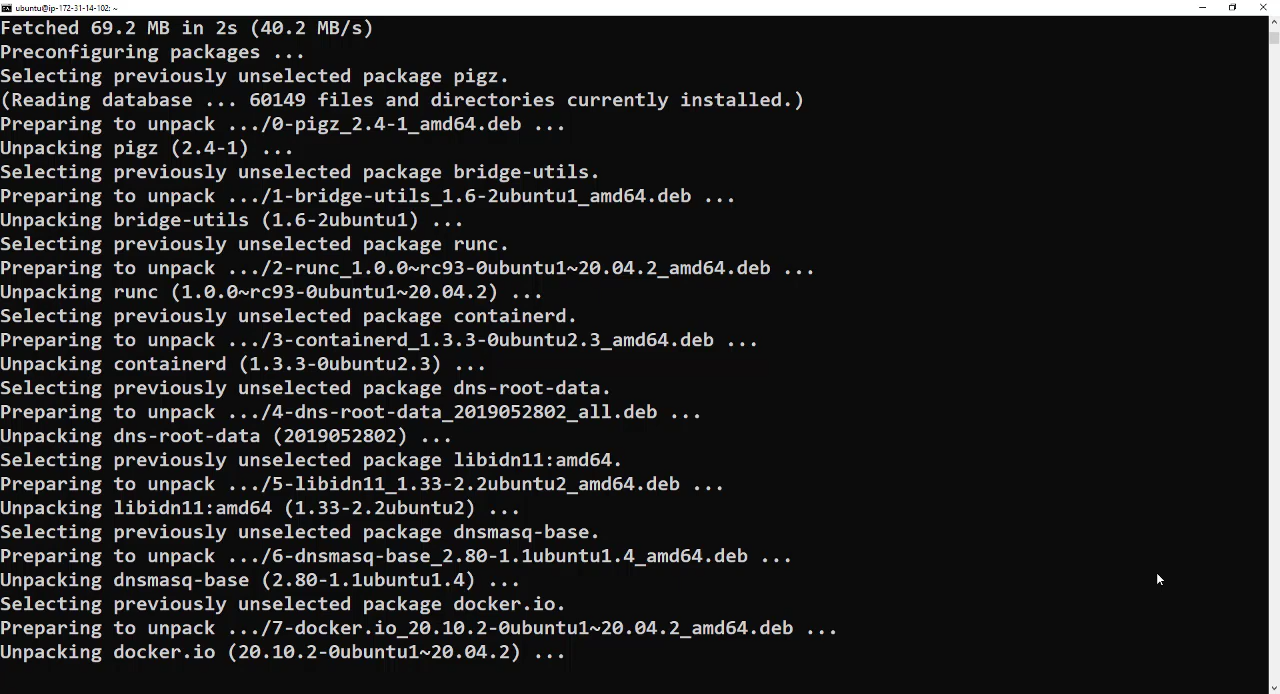 ubuntu@ip-172-31-14-102: ~
Fetched 69.2 MB in 2s (40.2 MB/s)
Preconfiguring packages ...
Selecting previously unselected package pigz.
(Reading database ... 60149 files and directories currently installed.)
Preparing to unpack .../0-pigz_2.4-1_amd64.deb ...
Unpacking pigz (2.4-1) ...
Selecting previously unselected package bridge-utils.
Preparing to unpack .../1-bridge-utils_1.6-2ubuntu1_amd64.deb ...
Unpacking bridge-utils (1.6-2ubuntu1) ...
Selecting previously unselected package runc.
Preparing to unpack .../2-runc_1.0.0~rc93-0ubuntu1~20.04.2_amd64.deb ...
Unpacking runc (1.0.0~rc93-0ubuntu1~20.04.2) ...
Selecting previously unselected package containerd.
Preparing to unpack .../3-containerd_1.3.3-0ubuntu2.3_amd64.deb ...
Unpacking containerd (1.3.3-0ubuntu2.3) ...
Selecting previously unselected package dns-root-data.
Preparing to unpack .../4-dns-root-data_2019052802_all.deb ...
Unpacking dns-root-data (2019052802) ...
Selecting previously unselected package libidn11:amd64.
Preparing to unpack .../5-libidn11_1.33-2.2ubuntu2_amd64.deb ...
Unpacking libidn11:amd64 (1.33-2.2ubuntu2) ...
Selecting previously unselected package dnsmasq-base.
Preparing to unpack .../6-dnsmasq-base_2.80-1.1ubuntu1.4_amd64.deb ...
Unpacking dnsmasq-base (2.80-1.1ubuntu1.4) ...
Selecting previously unselected package docker.io.
Preparing to unpack .../7-docker.io_20.10.2-0ubuntu1~20.04.2_amd64.deb ...
Unpacking docker.io (20.10.2-0ubuntu1~20.04.2) ...